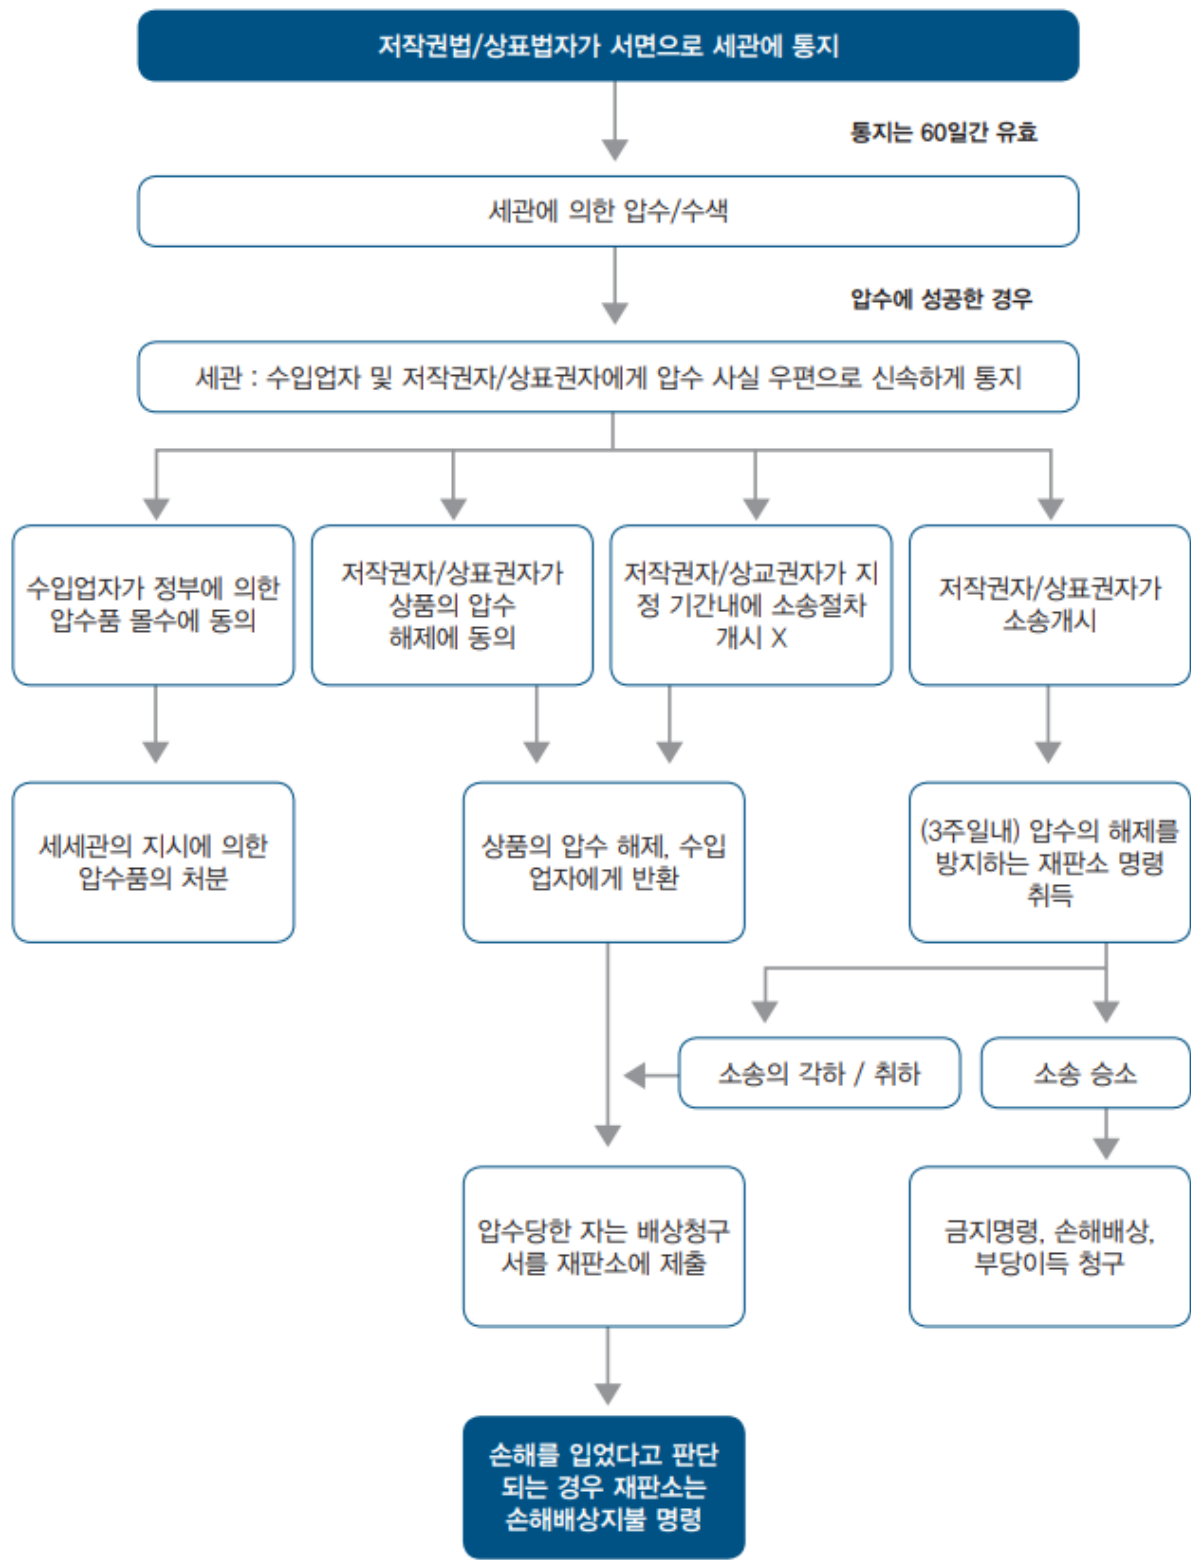 저작권법/상표법자가 서면으로 세관에 통지
통지는 60일간 유효
세관에 의한 압수/수색
압수에 성공한 경우
세관 : 수입업자 및 저작권자/상표권자에게 압수 사실 우편으로 신속하게 통지
수입업자가 정부에 의한
압수품 몰수에 동의
저작권자/상표권자가
상품의 압수
해제에 동의
저작권자/상교권자가 지
정 기간내에 소송절차
개시 X
저작권자/상표권자가
소송개시
세세관의 지시에 의한
압수품의 처분
상품의 압수 해제, 수입
업자에게 반환
(3주일내) 압수의 해제를
방지하는 재판소 명령
취득
소송의 각하 / 취하
소송 승소
압수당한 자는 배상청구
서를 재판소에 제출
금지명령, 손해배상,
부당이득 청구
손해를 입었다고 판단
되는 경우 재판소는
손해배상지불 명령